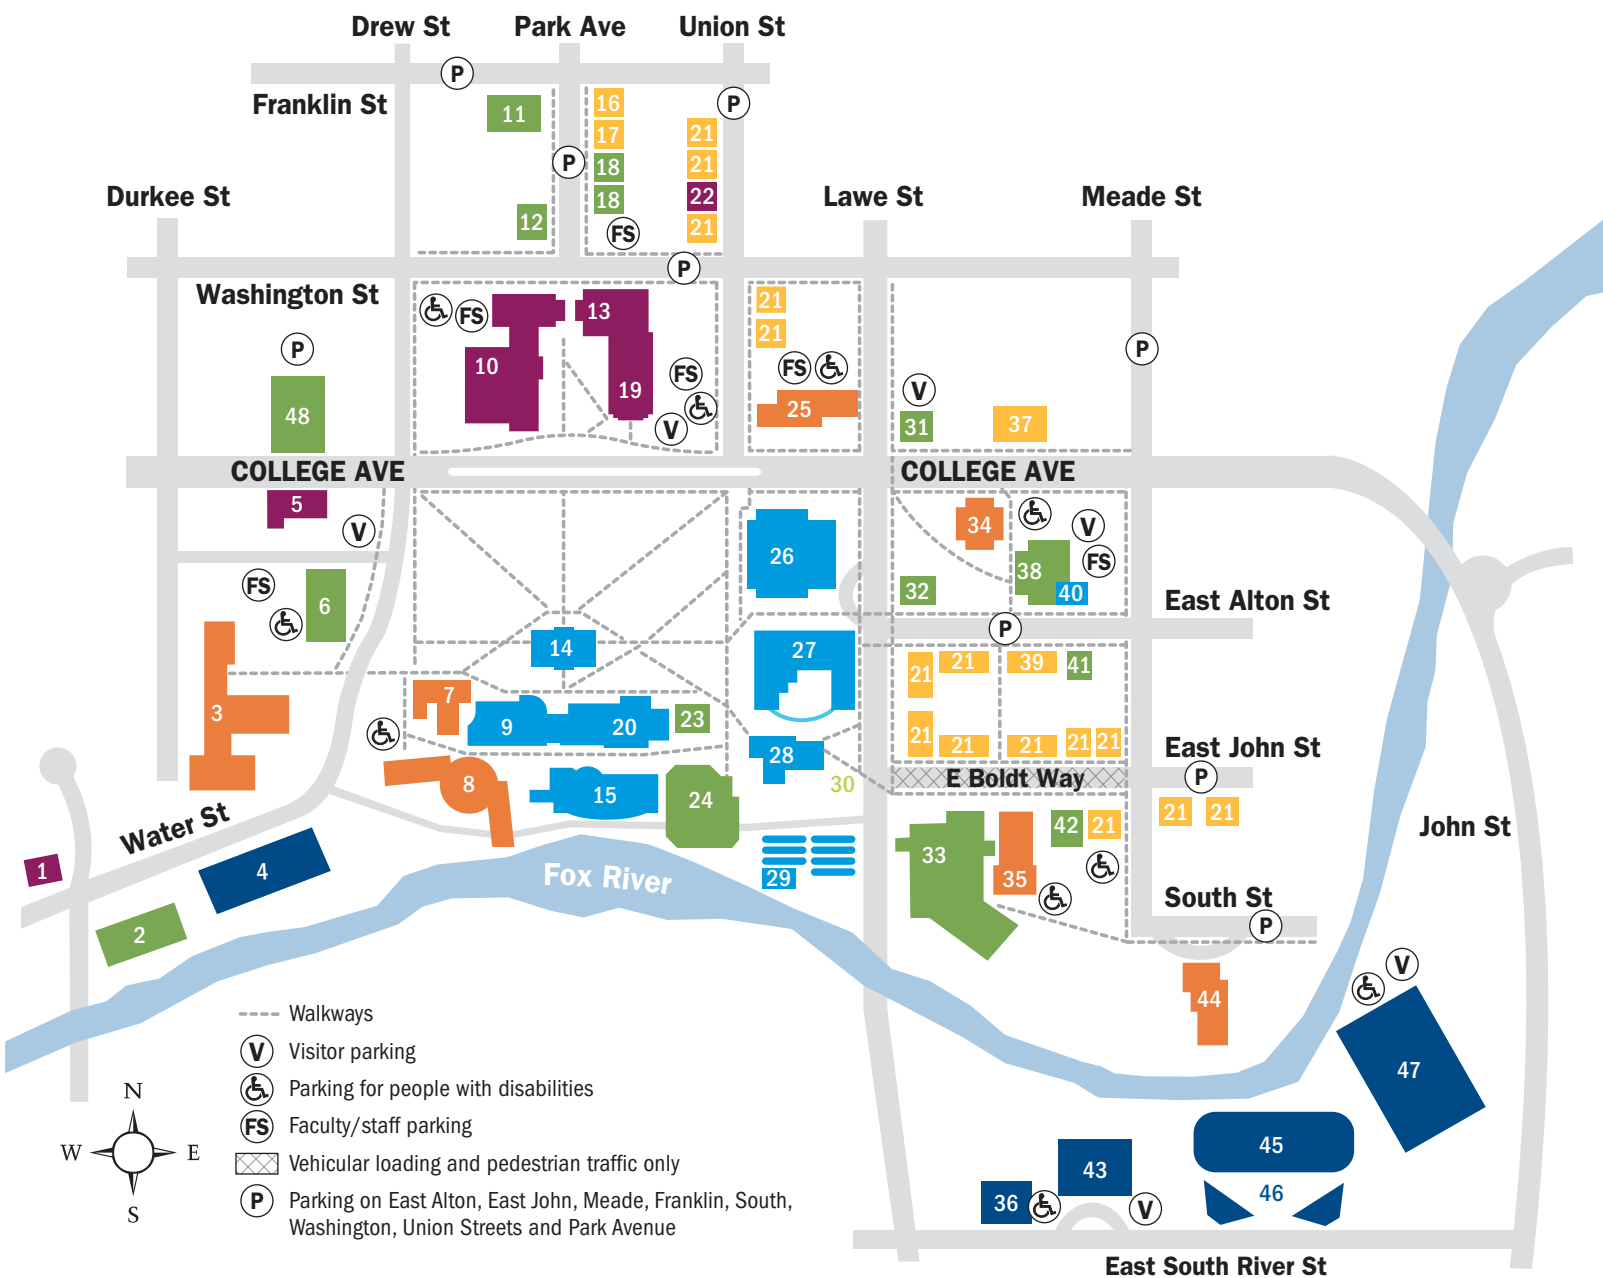 Drew St
Park Ave
Union St
P
Franklin St
11
16
P
17
21
P
18
21
18
22
12
21
FS
Durkee St
Lawe St
Meade St
P
Washington St
FS
13
21
21
P
P
10
FS
FS
19
V
V
25
31
37
48
COLLEGE AVE
COLLEGE AVE
5
V
34
V
26
38
FS
FS
6
32
40
East Alton St
P
14
27
21
21
39
41
3
7
9
20
23
21
21
21
21
21
East John St
28
E Boldt Way
P
8
15
24
30
21
21
Water St
42
21
John St
33
1
4
Fox River
29
35
South St
P
2
V
44
47
Walkways
V
Visitor parking
Parking for people with disabilities
FS
Faculty/staff parking
Vehicular loading and pedestrian traffic only
P
Parking on East Alton, East John, Meade, Franklin, South,
Washington, Union Streets and Park Avenue
N
W
E
S
45
43
46
36
V
East South River St